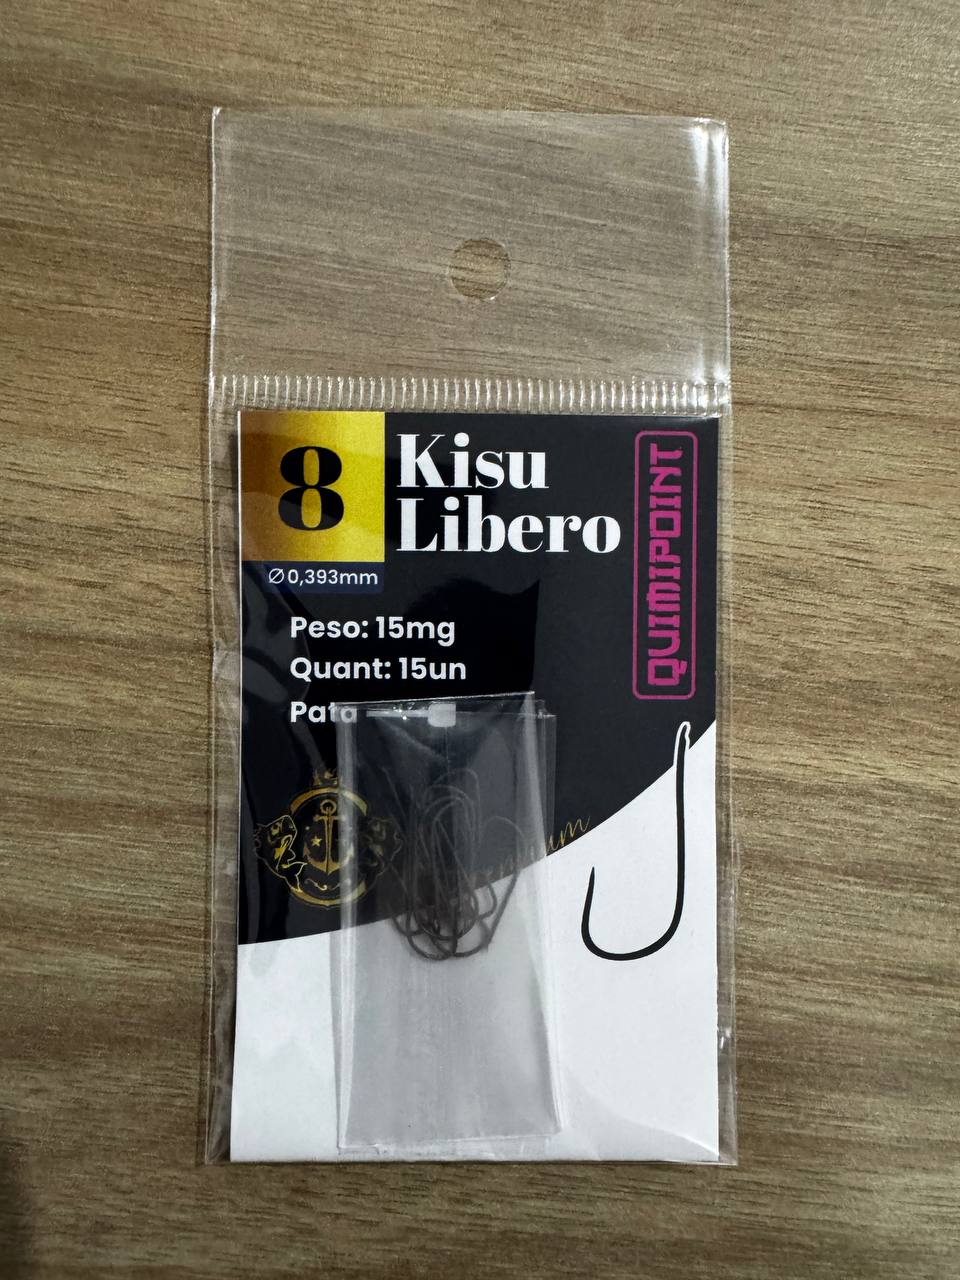 8
Kisu
Libero
QUIMIPOINT
Ø0,393mm
Peso: 15mg
Quant: 15un
Pata